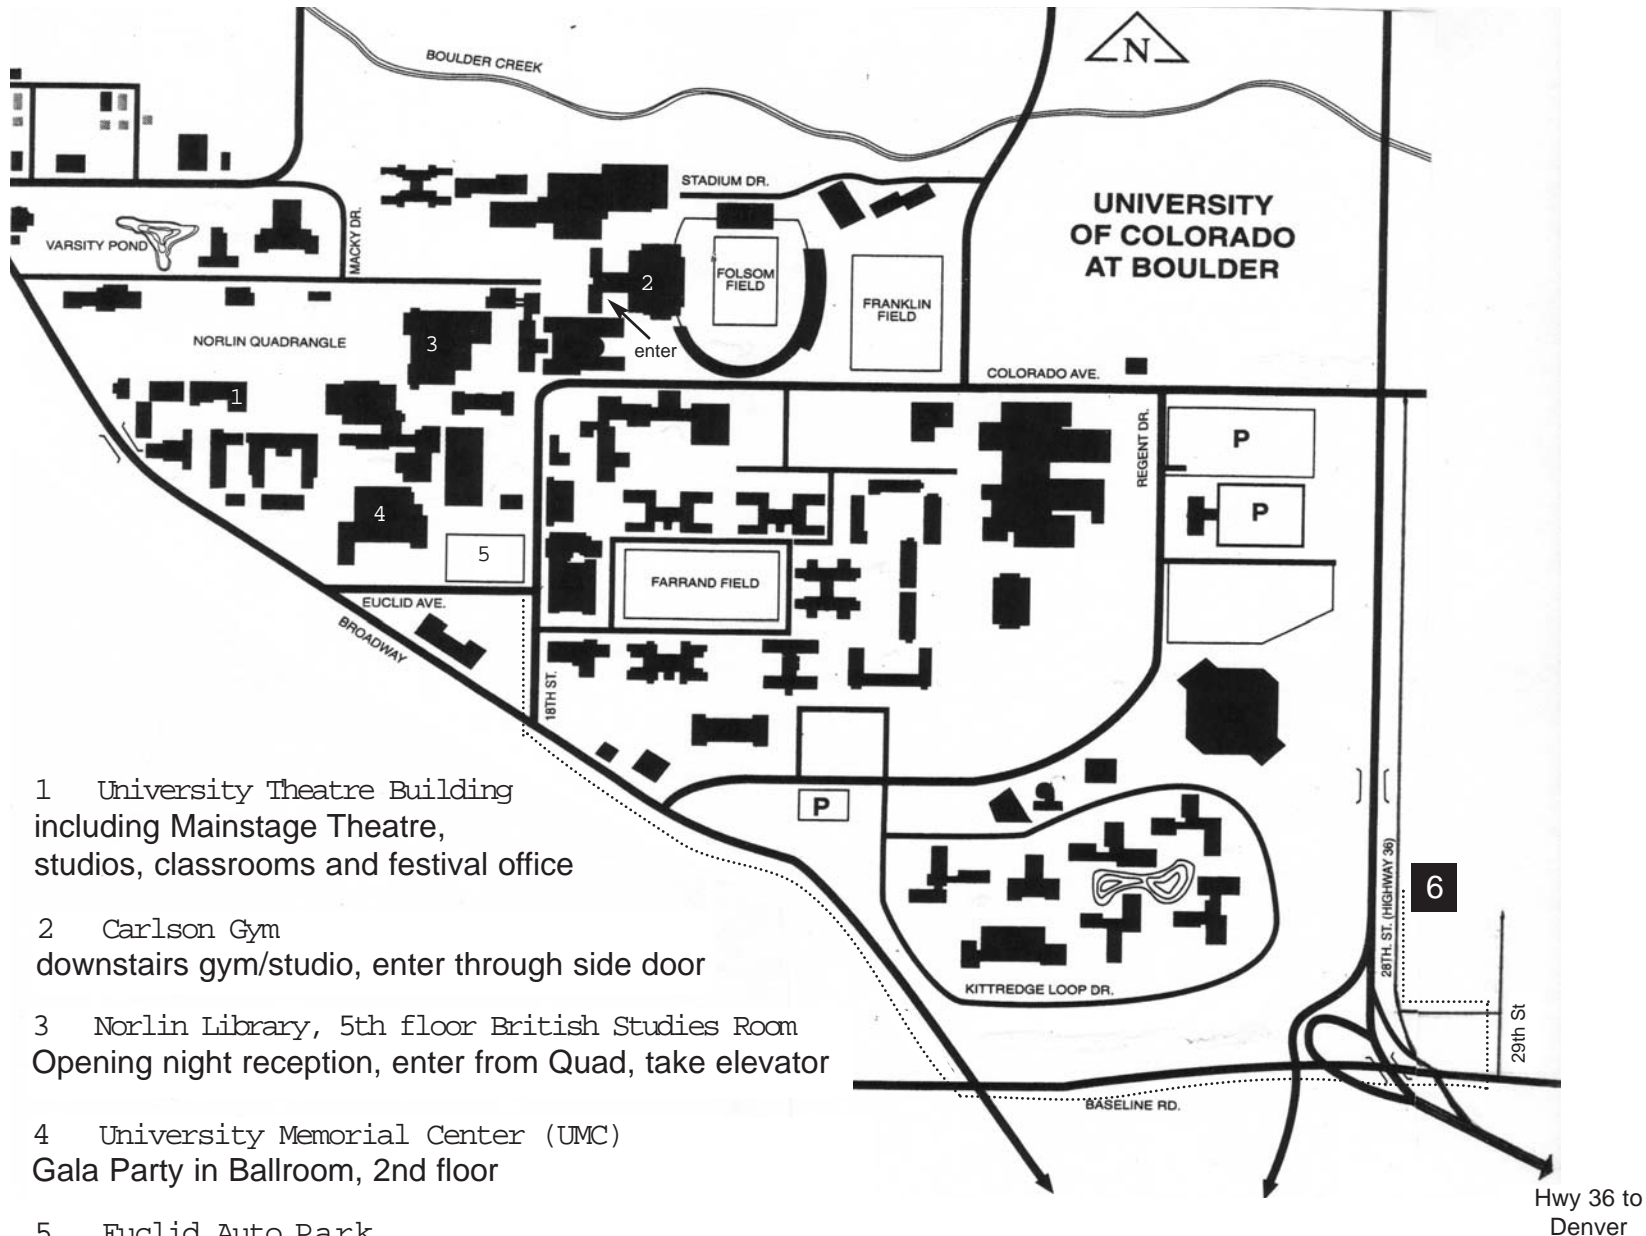 BOULDER CREEK
N
STADIUM DR.
UNIVERSITY
OF COLORADO
AT BOULDER
MACKY DR.
VARSITY POND
2
FOLSOM
FIELD
FRANKLIN
FIELD
NORLIN QUADRANGLE
3
enter
COLORADO AVE.
1
REGENT DR.
P
4
P
5
FARRAND FIELD
EUCLID AVE.
BROADWAY
18TH ST.
P
28TH. ST. (HIGHWAY 36)
6
KITTREDGE LOOP DR.
29th St
BASELINE RD.
Hwy 36 to
Denver
1 University Theatre Building
including Mainstage Theatre,
studios, classrooms and festival office
2 Carlson Gym
downstairs gym/studio, enter through side door
3 Norlin Library, 5th floor British Studies Room
Opening night reception, enter from Quad, take elevator
4 University Memorial Center (UMC)
Gala Party in Ballroom, 2nd floor
5 Euclid Auto Park